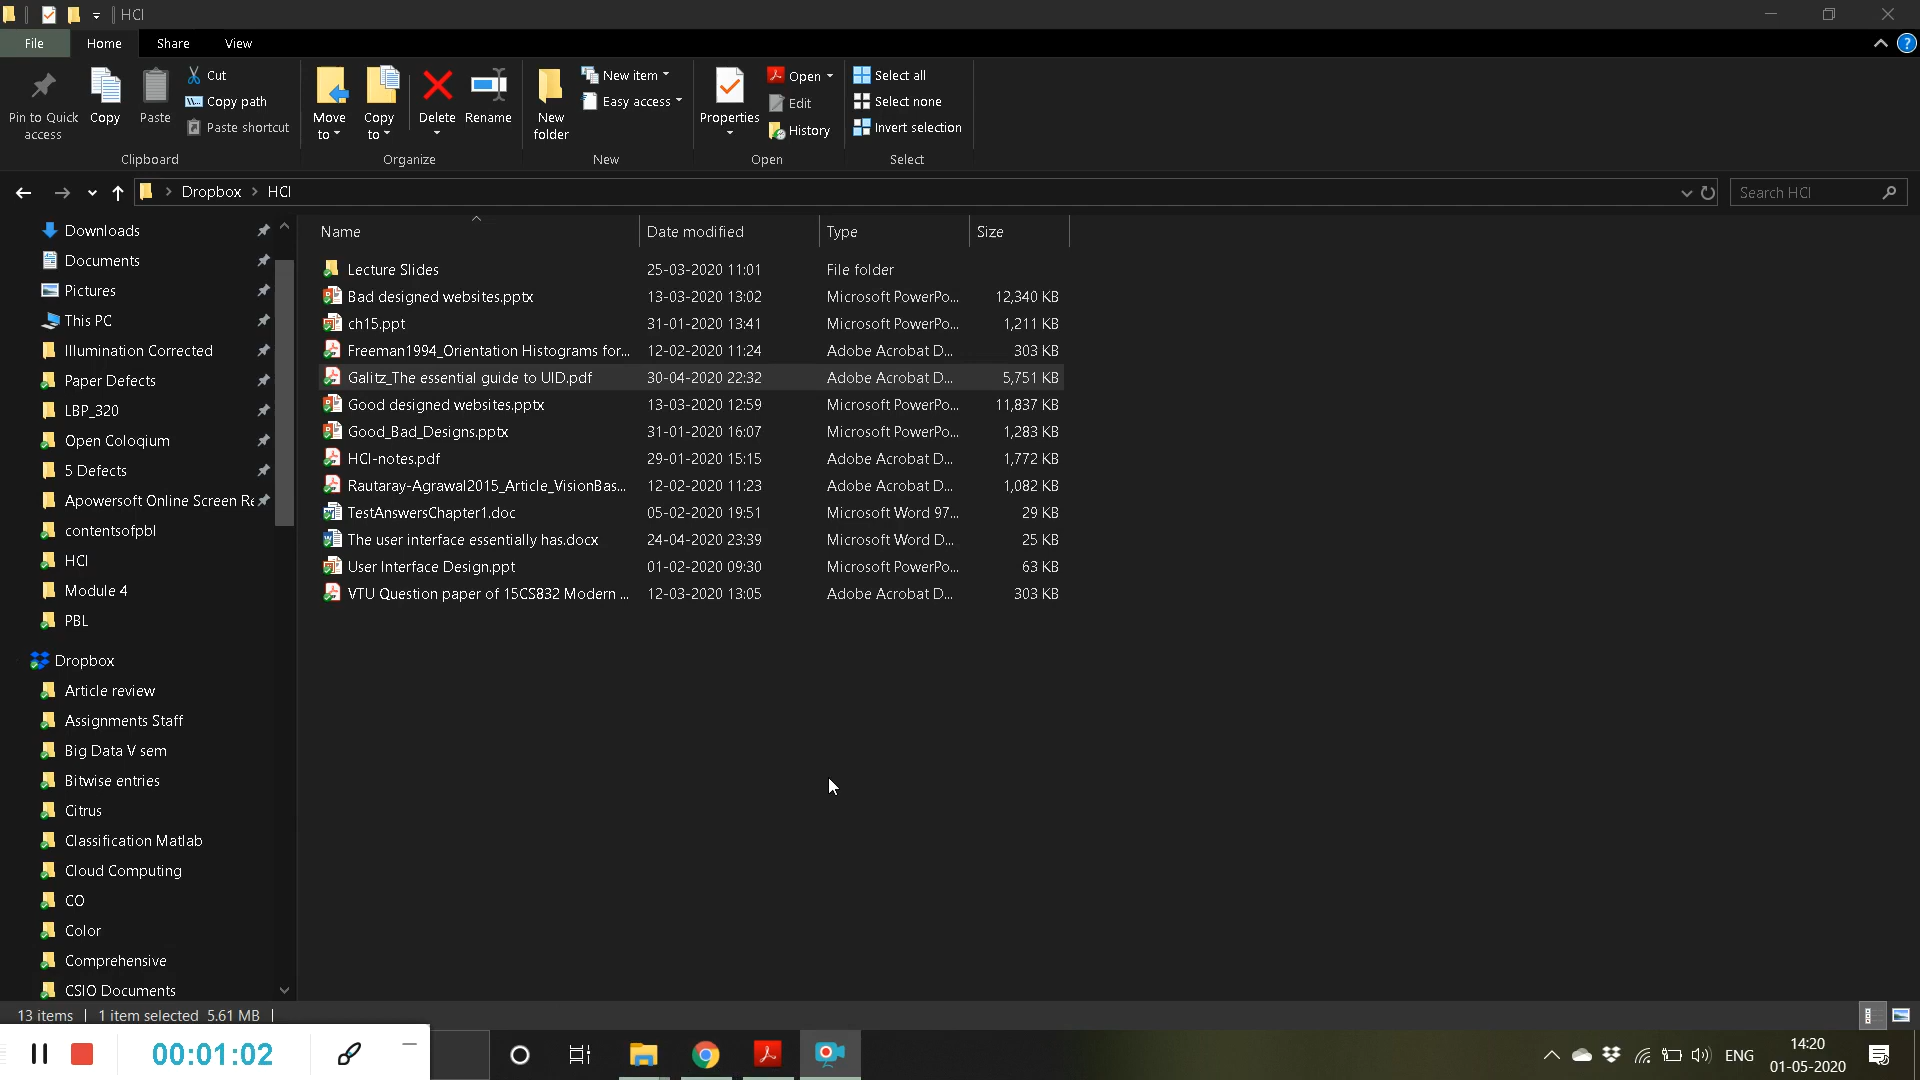 HCI
File Home Share View
Pin to Quick access
Copy
Paste
Cut
Copy path
Paste shortcut
Clipboard
Move to
Copy to
Delete
Rename
Organize
New folder
New item
Easy access
New
Properties
Open
Edit
History
Open
Select all
Select none
Invert selection
Select
Dropbox HCI
Search HCI
Downloads
Documents
Pictures
This PC
Illumination Corrected
Paper Defects
LBP_320
Open Coloqium
5 Defects
Apowersoft Online Screen Re
contentsofpbl
HCI
Module 4
PBL
Dropbox
Article review
Assignments Staff
Big Data V sem
Bitwise entries
Citrus
Classification Matlab
Cloud Computing
CO
Color
Comprehensive
CSIO Documents
Name Date modified Type Size
Lecture Slides 25-03-2020 11:01 File folder
Bad designed websites.pptx 13-03-2020 13:02 Microsoft PowerPo... 12,340 KB
ch15.ppt 31-01-2020 13:41 Microsoft PowerPo... 1,211 KB
Freeman1994_Orientation Histograms for... 12-02-2020 11:24 Adobe Acrobat D... 303 KB
Galitz_The essential guide to UID.pdf 30-04-2020 22:32 Adobe Acrobat D... 5,751 KB
Good designed websites.pptx 13-03-2020 12:59 Microsoft PowerPo... 11,837 KB
Good_Bad_Designs.pptx 31-01-2020 16:07 Microsoft PowerPo... 1,283 KB
HCI-notes.pdf 29-01-2020 15:15 Adobe Acrobat D... 1,772 KB
Rautaray-Agrawal2015_Article_VisionBas... 12-02-2020 11:23 Adobe Acrobat D... 1,082 KB
TestAnswersChapter1.doc 05-02-2020 19:51 Microsoft Word 97... 29 KB
The user interface essentially has.docx 24-04-2020 23:39 Microsoft Word D... 25 KB
User Interface Design.ppt 01-02-2020 09:30 Microsoft PowerPo... 63 KB
VTU Question paper of 15CS832 Modern ... 12-03-2020 13:05 Adobe Acrobat D... 303 KB
13 items 1 item selected 5.61 MB
00:01:02
ENG
14:20
01-05-2020